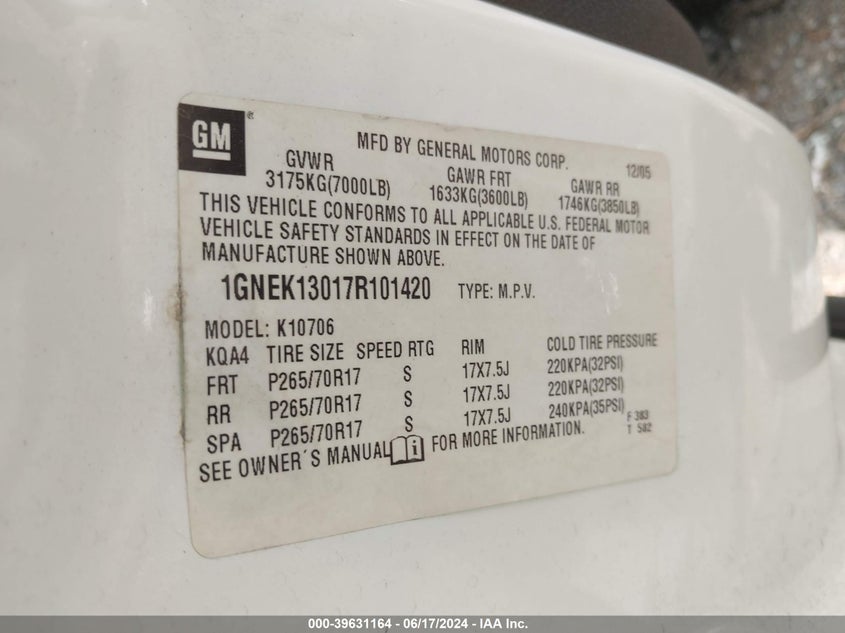 GM®
MFD BY GENERAL MOTORS CORP. 12/05
GVWR GAWR FRT GAWR RR
3175KG(7000LB) 1633KG(3600LB) 1746KG(3850LB)
THIS VEHICLE CONFORMS TO ALL APPLICABLE U.S. FEDERAL MOTOR
VEHICLE SAFETY STANDARDS IN EFFECT ON THE DATE OF
MANUFACTURE SHOWN ABOVE.
1GNEK13017R101420 TYPE: M.P.V.
MODEL: K10706
KQA4 TIRE SIZE SPEED RTG RIM COLD TIRE PRESSURE
FRT P265/70R17 S 17X7.5J 220KPA(32PSI)
RR P265/70R17 S 17X7.5J 220KPA(32PSI)
SPA P265/70R17 S 17X7.5J 240KPA(35PSI)
F 383
T 582
SEE OWNER'S MANUAL i FOR MORE INFORMATION.
000-39631164 - 06/17/2024 - IAA Inc.